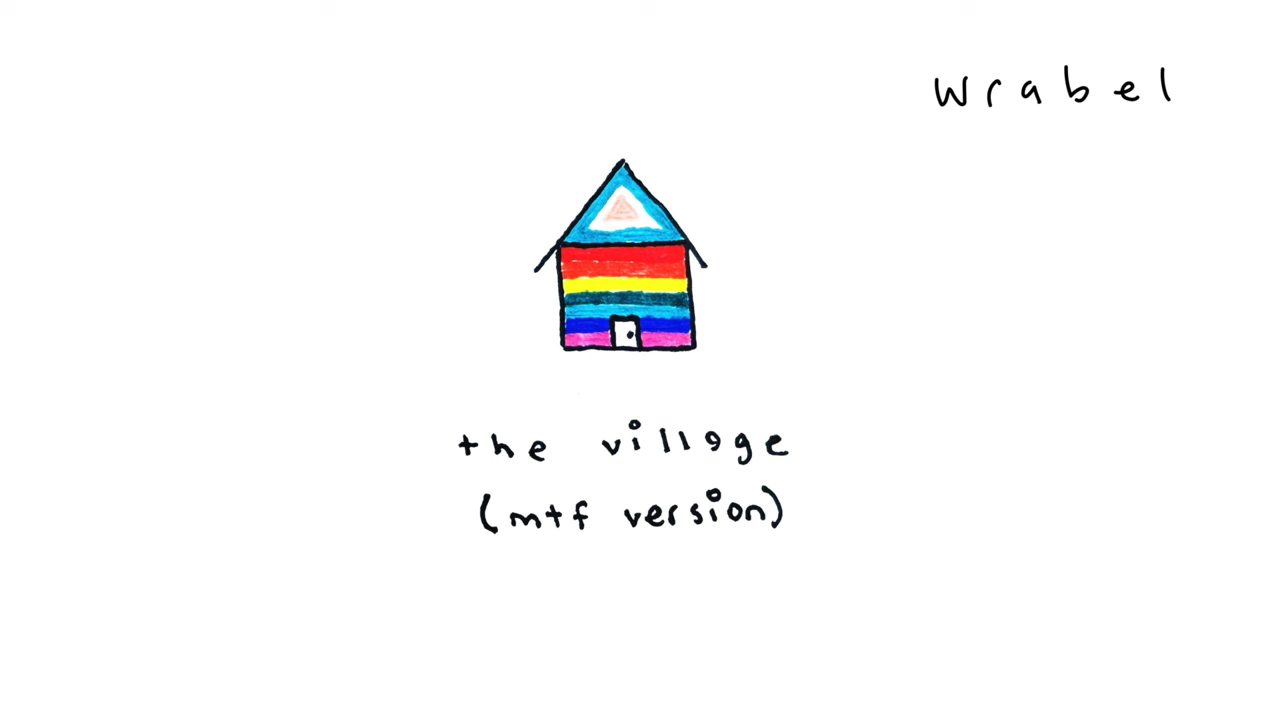 wrabel
the village
(mtf version)